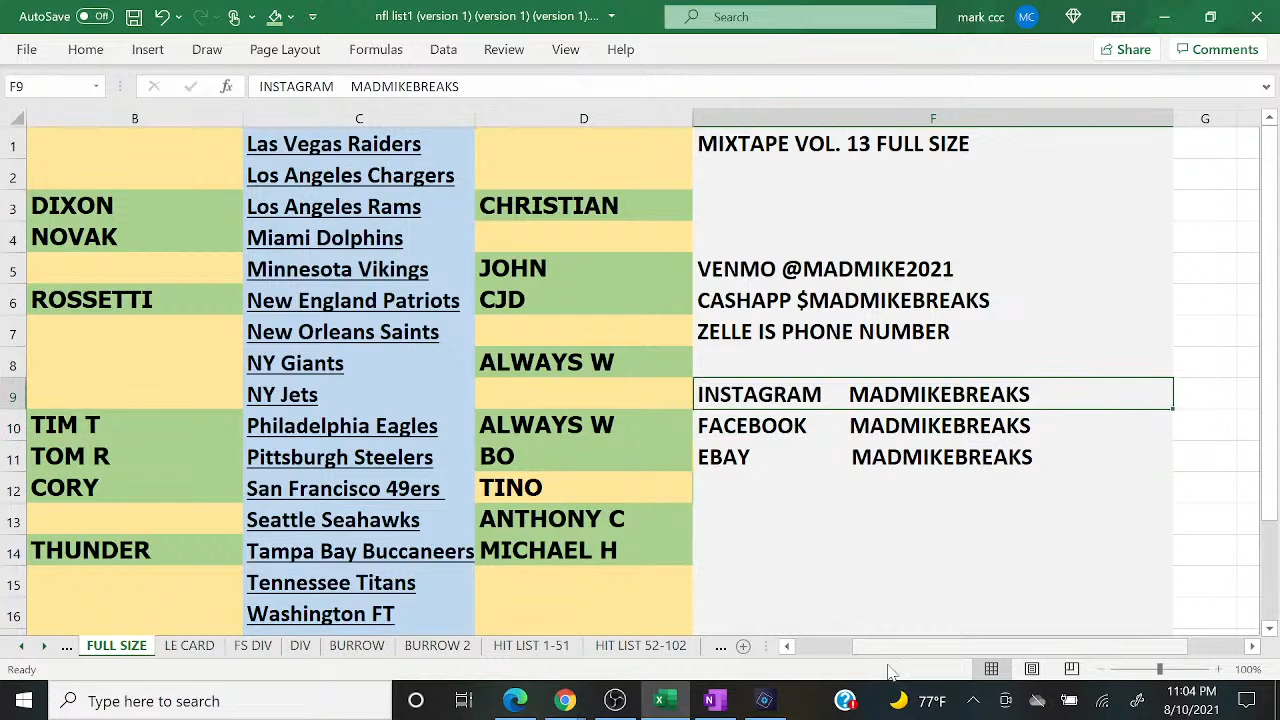 AutoSave Off nfl list1 (version 1) (version 1) (version 1).... Search mark ccc MC
File Home Insert Draw Page Layout Formulas Data Review View Help Share Comments
F9 fx INSTAGRAM MADMIKEBREAKS
B C D F G
1 Las Vegas Raiders MIXTAPE VOL. 13 FULL SIZE
2 Los Angeles Chargers
3 DIXON Los Angeles Rams CHRISTIAN
4 NOVAK Miami Dolphins
5 Minnesota Vikings JOHN VENMO @MADMIKE2021
6 ROSSETTI New England Patriots CJD CASHAPP $MADMIKEBREAKS
7 New Orleans Saints ZELLE IS PHONE NUMBER
8 NY Giants ALWAYS W
9 NY Jets INSTAGRAM MADMIKEBREAKS
10 TIM T Philadelphia Eagles ALWAYS W FACEBOOK MADMIKEBREAKS
11 TOM R Pittsburgh Steelers BO EBAY MADMIKEBREAKS
12 CORY San Francisco 49ers TINO
13 Seattle Seahawks ANTHONY C
14 THUNDER Tampa Bay Buccaneers MICHAEL H
15 Tennessee Titans
16 Washington FT
... FULL SIZE LE CARD FS DIV DIV BURROW BURROW 2 HIT LIST 1-51 HIT LIST 52-102 ...
Ready 100%
Type here to search 77°F 11:04 PM
8/10/2021